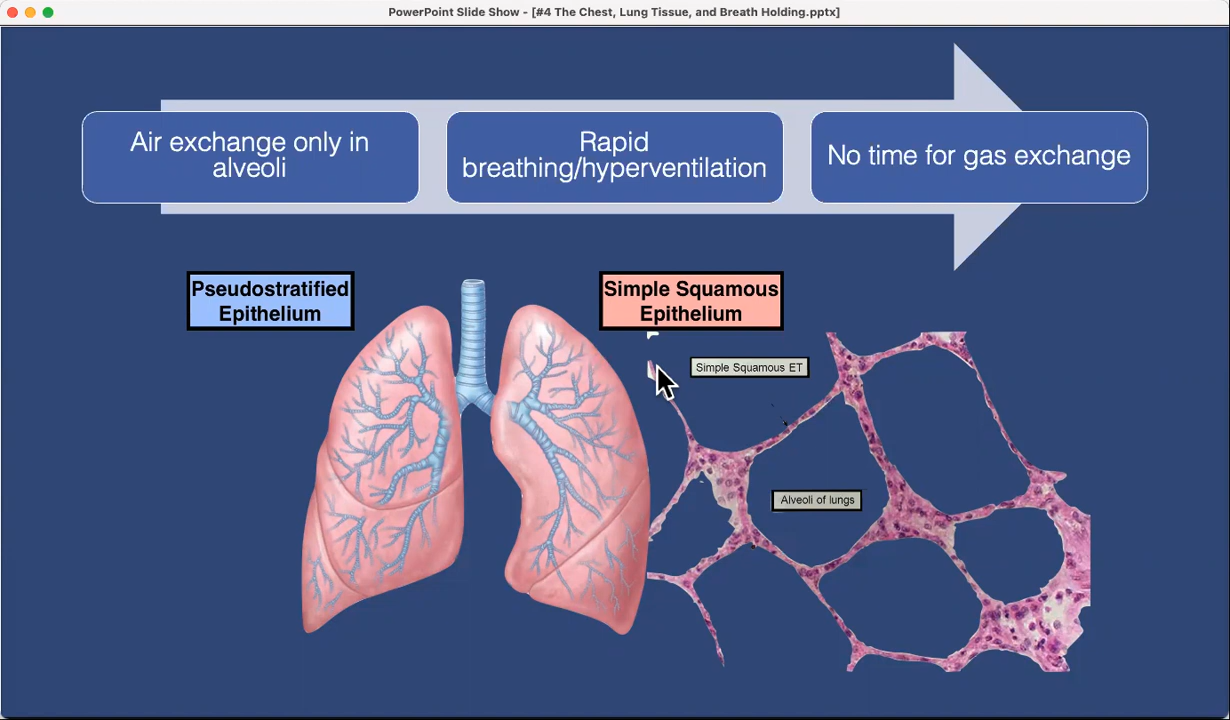 PowerPoint Slide Show - [#4 The Chest, Lung Tissue, and Breath Holding.pptx]
Air exchange only in
alveoli
Rapid
breathing/hyperventilation
No time for gas exchange
Pseudostratified
Epithelium
Simple Squamous
Epithelium
Simple Squamous ET
Alveoli of lungs